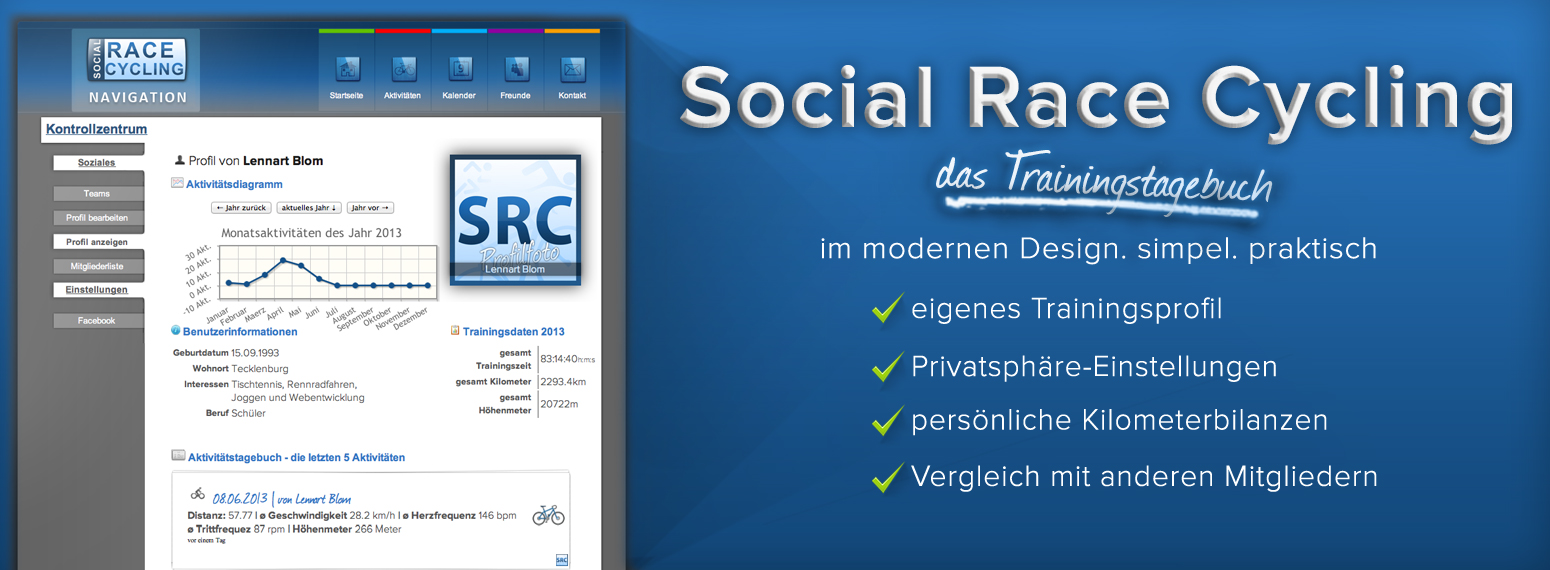 SOCIAL
RACE
CYCLING
NAVIGATION
Startseite
Aktivitäten
9
Kalender
Freunde
Kontakt
Kontrollzentrum
Soziales
Teams
Profil bearbeiten
Profil anzeigen
Mitgliederliste
Einstellungen
Facebook
Profil von Lennart Blom
Aktivitätsdiagramm
← Jahr zurück
aktuelles Jahr ↓
Jahr vor →
Monatsaktivitäten des Jahr 2013
30 Akt.
20 Akt.
10 Akt.
0 Akt.
-10 Akt.
Januar
Februar
Maerz
April
Mai
Juni
Juli
August
September
Oktober
November
Dezember
SRC
Profilfoto
Lennart Blom
Benutzerinformationen
Geburtdatum 15.09.1993
Wohnort Tecklenburg
Interessen Tischtennis, Rennradfahren,
Joggen und Webentwicklung
Beruf Schüler
Trainingsdaten 2013
gesamt
Trainingszeit 83:14:40h:m:s
gesamt Kilometer 2293.4km
gesamt
Höhenmeter 20722m
Aktivitätstagebuch - die letzten 5 Aktivitäten
08.06.2013 | von Lennart Blom
Distanz: 57.77 | ø Geschwindigkeit 28.2 km/h | ø Herzfrequenz 146 bpm
ø Trittfrequez 87 rpm | Höhenmeter 266 Meter
vor einem Tag
SRC
Social Race Cycling
das Trainingstagebuch
im modernen Design. simpel. praktisch
eigenes Trainingsprofil
Privatsphäre-Einstellungen
persönliche Kilometerbilanzen
Vergleich mit anderen Mitgliedern